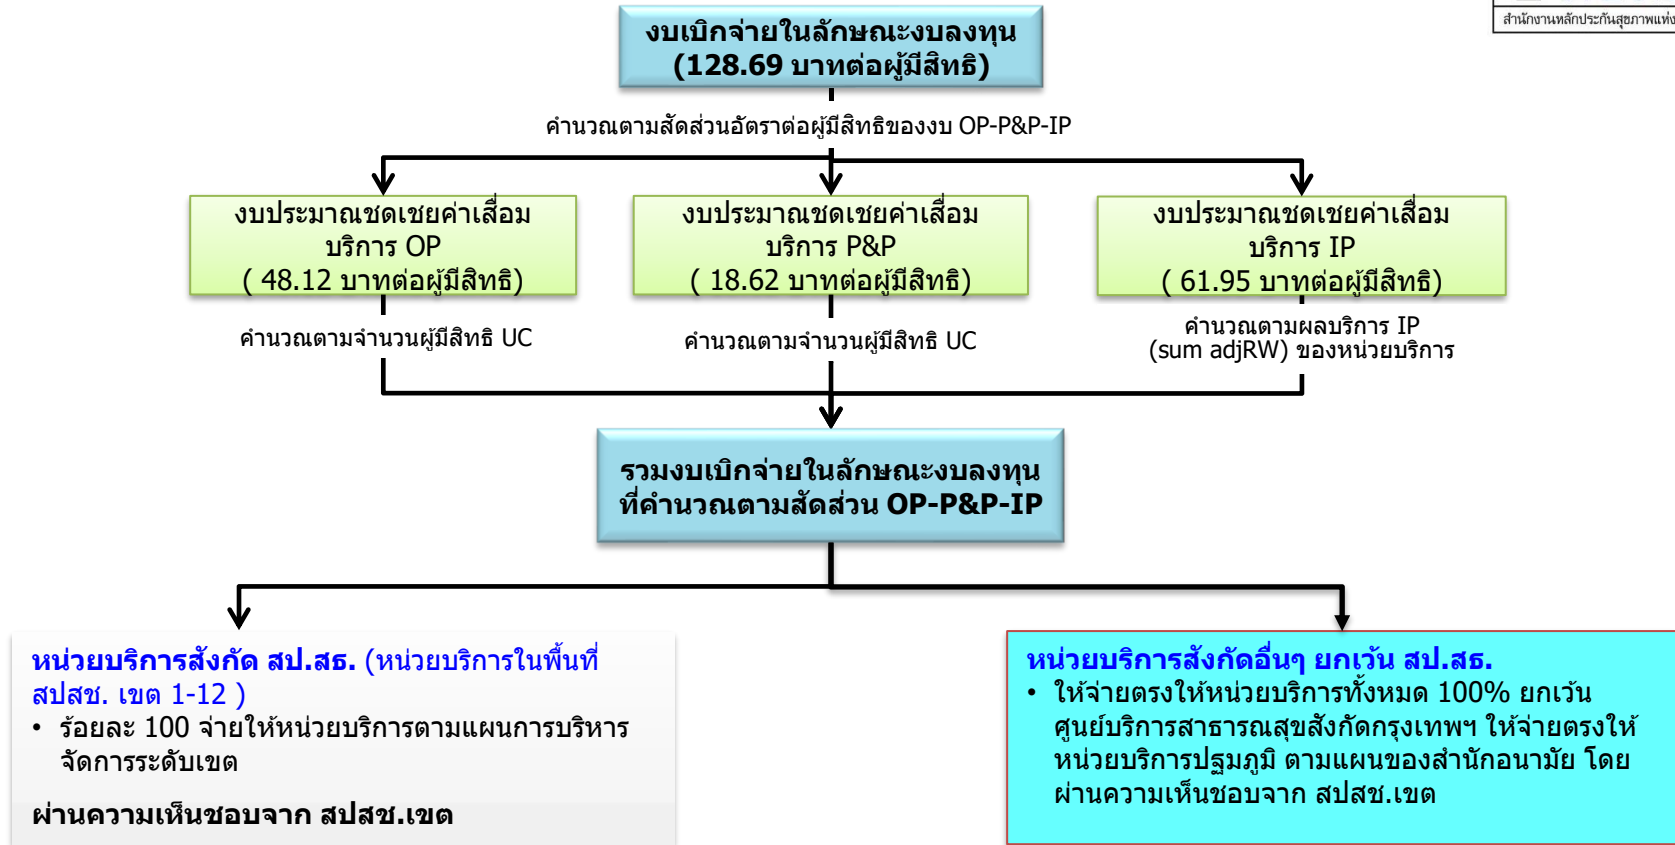 สำนักงานหลักประกันสุขภาพแห่ง
งบเบิกจ่ายในลักษณะงบลงทุน
(128.69 บาทต่อผู้มีสิทธิ)
คำนวณตามสัดส่วนอัตราต่อผู้มีสิทธิของงบ OP-P&P-IP
งบประมาณชดเชยค่าเสื่อม
บริการ OP
( 48.12 บาทต่อผู้มีสิทธิ)
งบประมาณชดเชยค่าเสื่อม
บริการ P&P
( 18.62 บาทต่อผู้มีสิทธิ)
งบประมาณชดเชยค่าเสื่อม
บริการ IP
( 61.95 บาทต่อผู้มีสิทธิ)
คำนวณตามจำนวนผู้มีสิทธิ UC
คำนวณตามจำนวนผู้มีสิทธิ UC
คำนวณตามผลบริการ IP
(sum adjRW) ของหน่วยบริการ
รวมงบเบิกจ่ายในลักษณะงบลงทุน
ที่คำนวณตามสัดส่วน OP-P&P-IP
หน่วยบริการสังกัด สป.สธ. (หน่วยบริการในพื้นที่
สปสช. เขต 1-12 )
• ร้อยละ 100 จ่ายให้หน่วยบริการตามแผนการบริหาร
จัดการระดับเขต
ผ่านความเห็นชอบจาก สปสช.เขต
หน่วยบริการสังกัดอื่นๆ ยกเว้น สป.สธ.
• ให้จ่ายตรงให้หน่วยบริการทั้งหมด 100% ยกเว้น
ศูนย์บริการสาธารณสุขสังกัดกรุงเทพฯ ให้จ่ายตรงให้
หน่วยบริการปฐมภูมิ ตามแผนของสำนักอนามัย โดย
ผ่านความเห็นชอบจาก สปสช.เขต